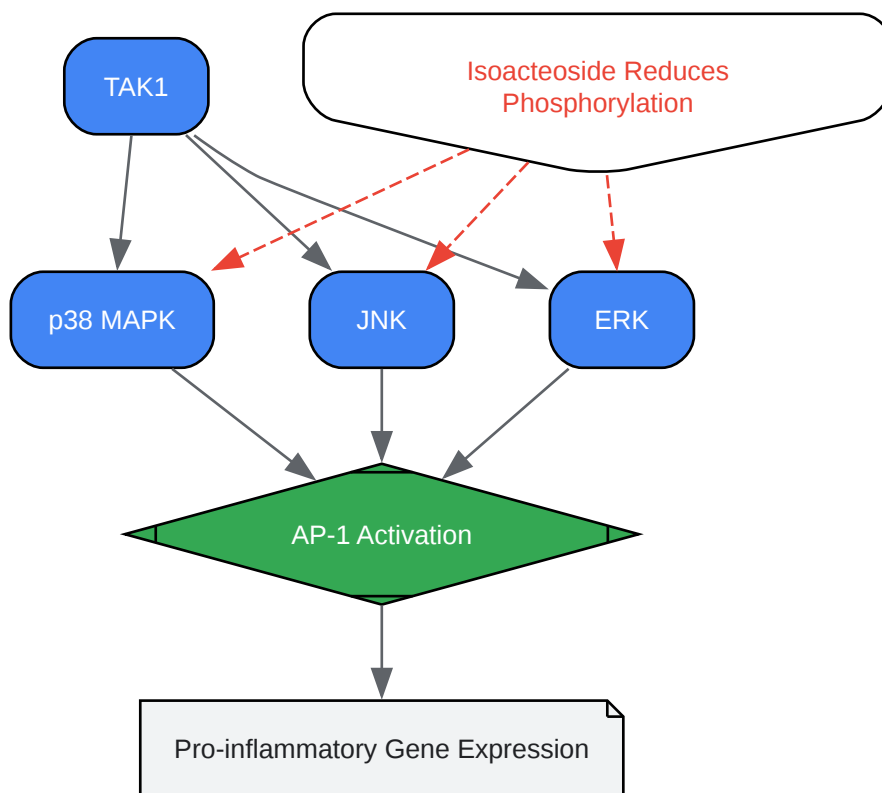 TAK1
Isoacteoside Reduces
Phosphorylation
p38 MAPK
JNK
ERK
AP-1 Activation
Pro-inflammatory Gene Expression